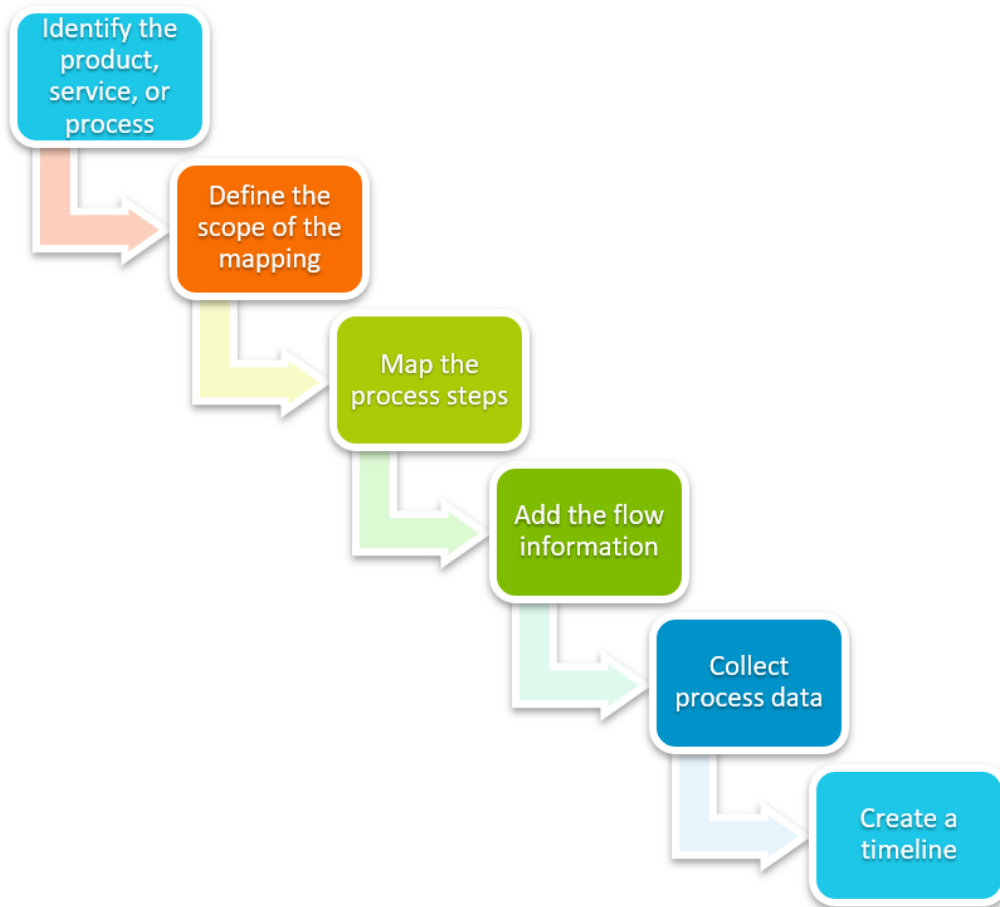 Identify the
product,
service, or
process
Define the
scope of the
mapping
Map the
process steps
Add the flow
information
Collect
process data
Create a
timeline